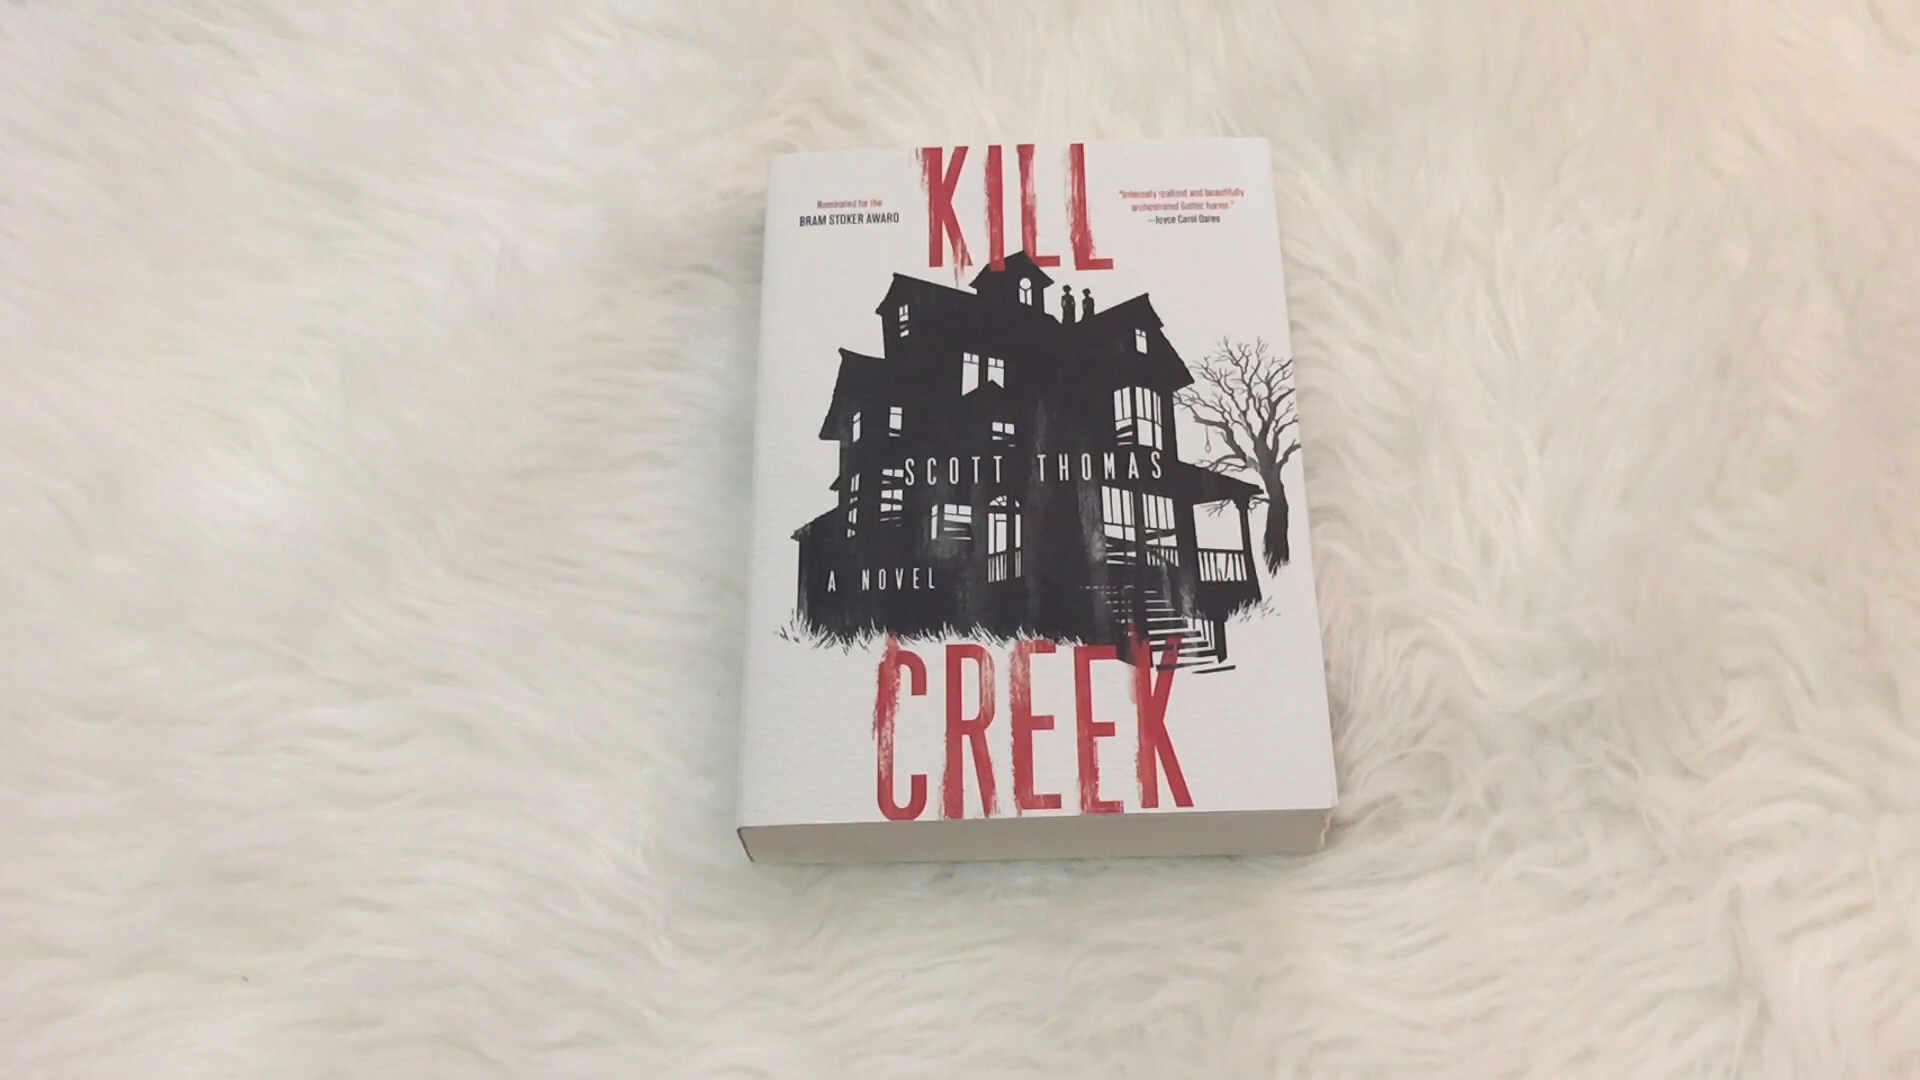 KILL
Nominated for the
BRAM STOKER AWARD
"Intensely realized and beautifully
orchestrated Gothic horror."
—Joyce Carol Oates
SCOTT THOMAS
A NOVEL
CREEK